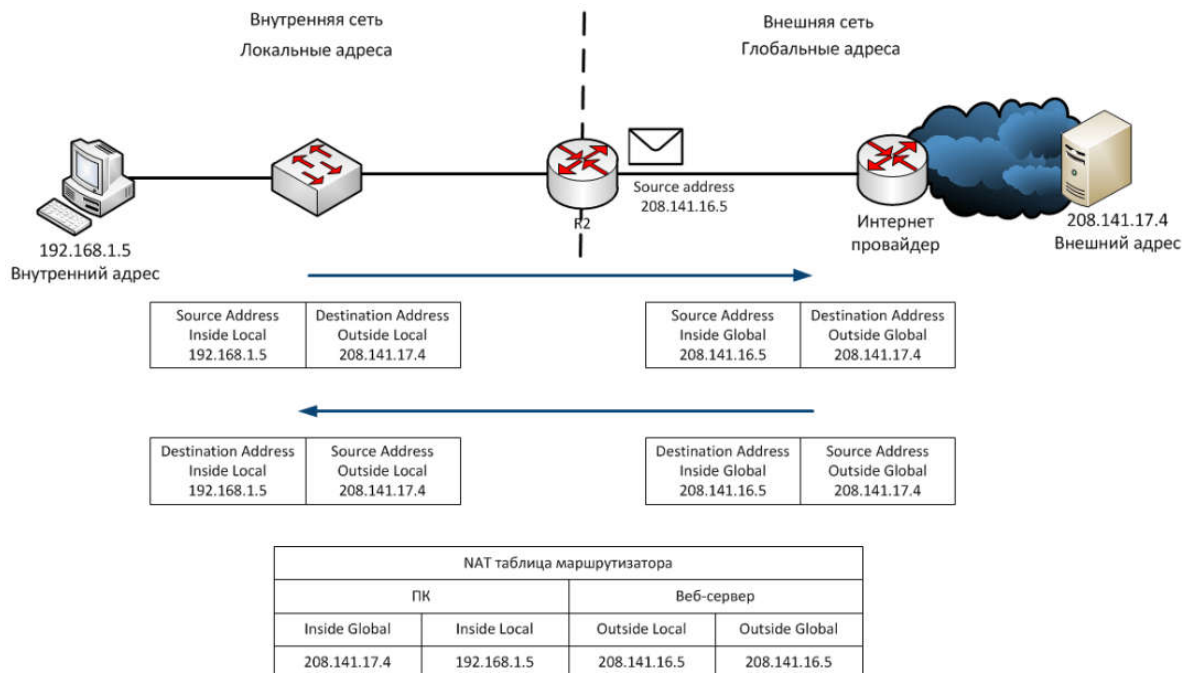 Внутренняя сеть
Локальные адреса
Внешняя сеть
Глобальные адреса
Source address
208.141.16.5
R2
Интернет
провайдер
208.141.17.4
Внешний адрес
192.168.1.5
Внутренний адрес
Source Address
Inside Local
192.168.1.5
Destination Address
Outside Local
208.141.17.4
Source Address
Inside Global
208.141.16.5
Destination Address
Outside Global
208.141.17.4
Destination Address
Inside Local
192.168.1.5
Source Address
Outside Local
208.141.17.4
Destination Address
Inside Global
208.141.16.5
Source Address
Outside Global
208.141.17.4
NAT таблица маршрутизатора
ПК
Веб-сервер
Inside Global
Inside Local
Outside Local
Outside Global
208.141.17.4
192.168.1.5
208.141.16.5
208.141.16.5